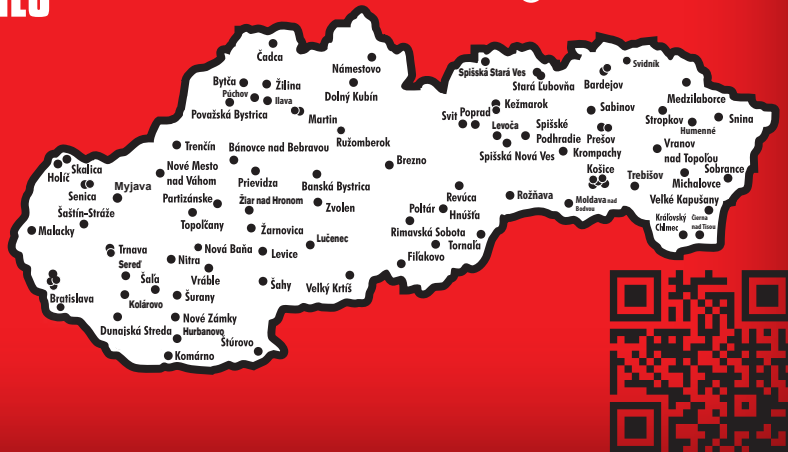 Čadca
Námestovo
Bytča
Žilina
Púchov
Ilava
Dolný Kubín
Považská Bystrica
Martin
Ružomberok
Spišská Stará Ves
Stará Ľubovňa
Svidník
Bardejov
Medzilaborce
Kežmarok
Sabinov
Svit Poprad
Stropkov
Snina
Levoča
Spišské
Podhradie
Prešov
Humenné
Spišská Nová Ves
Krompachy
Vranov
nad Topoľou
Sobrance
Trenčín
Bánovce nad Bebravou
Brezno
Holíč
Skalica
Nové Mesto
nad Váhom
Prievidza
Banská Bystrica
Košice
Trebišov
Michalovce
Senica
Myjava
Partizánske
Žiar nad Hronom
Zvolen
Revúca
Rožňava
Moldava nad
Bodvou
Veľké Kapušany
Šaštín-Stráže
Topoľčany
Poltár
Hnúšťa
Kráľovský
Chlmec
Čierna
nad Tisou
Malacky
Žarnovica
Lučenec
Rimavská Sobota
Tornaľa
Trnava
Nová Baňa
Levice
Fiľakovo
Sereď
Nitra
Šaľa
Vráble
Šahy
Veľký Krtíš
Bratislava
Kolárovo
Šurany
Dunajská Streda
Nové Zámky
Hurbanovo
Štúrovo
Komárno